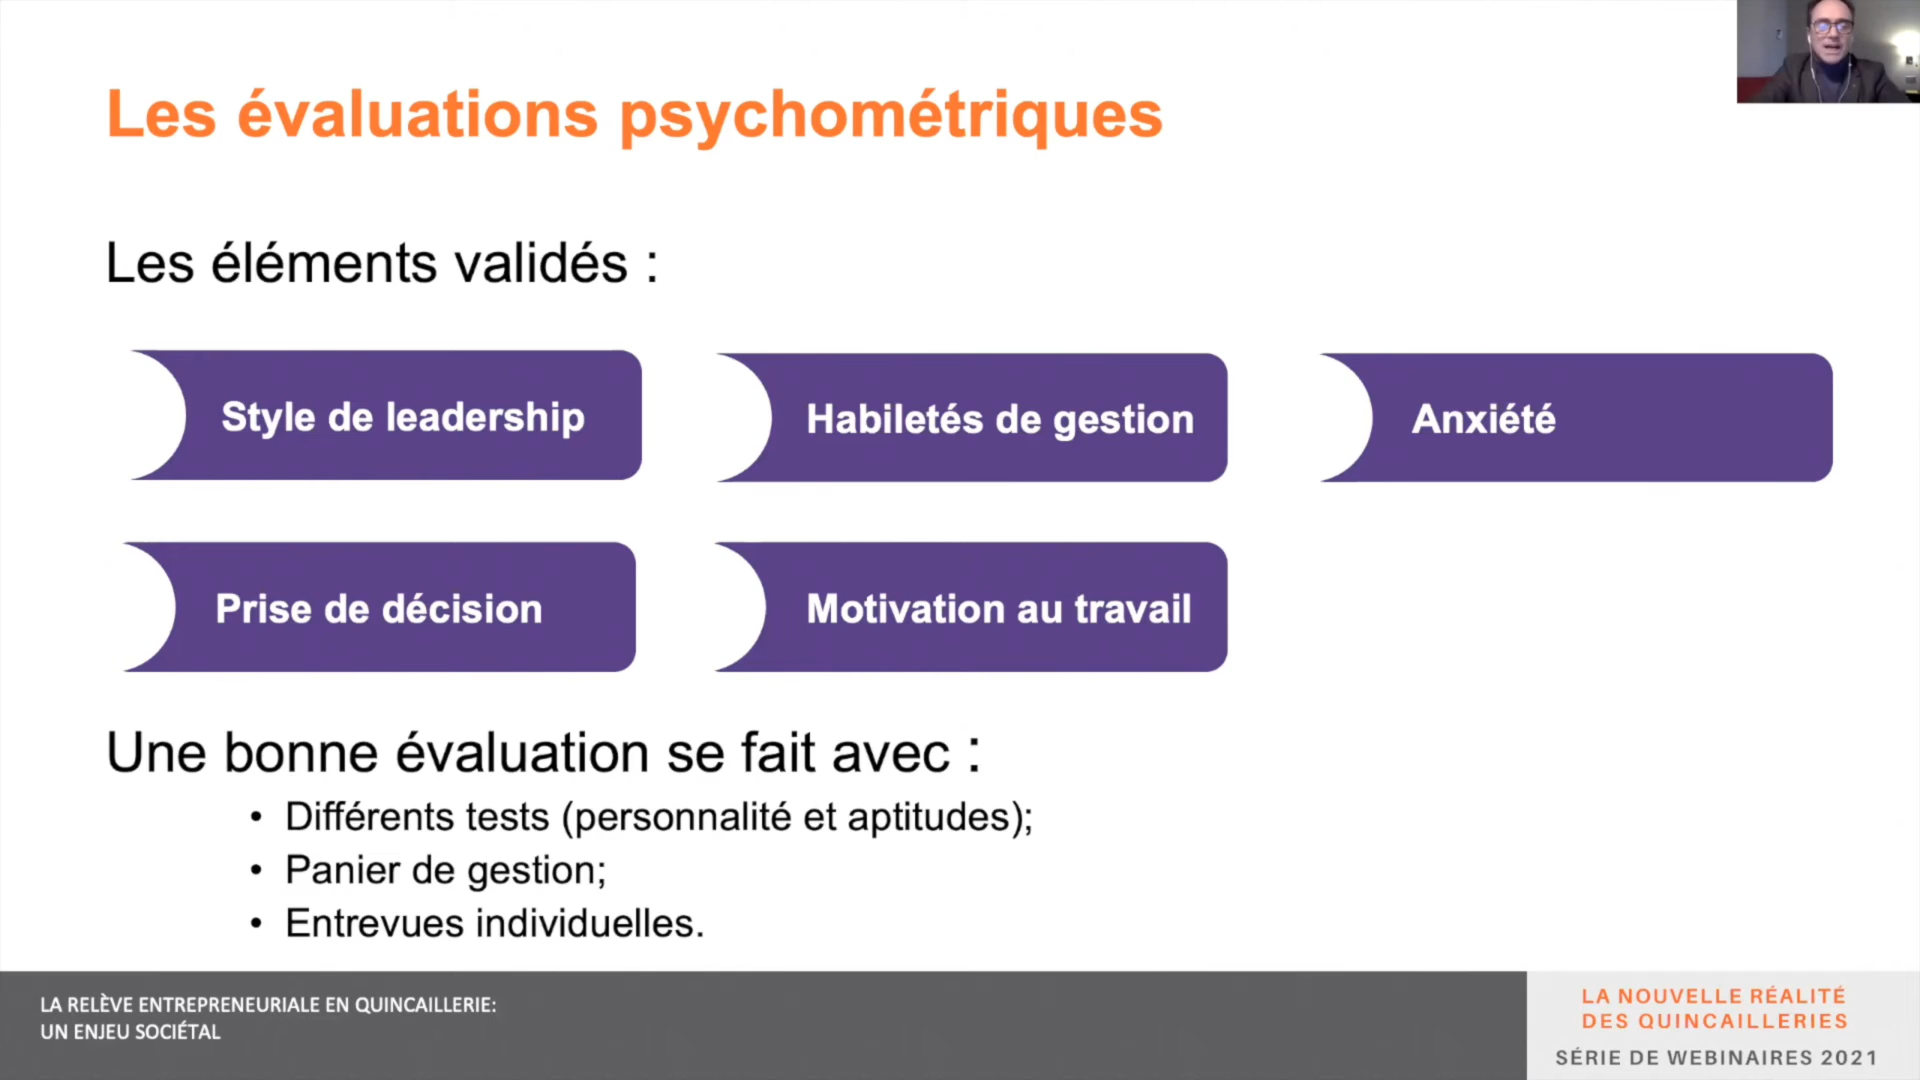 Les évaluations psychométriques
Les éléments validés :
Style de leadership
Habiletés de gestion
Anxiété
Prise de décision
Motivation au travail
Une bonne évaluation se fait avec :
• Différents tests (personnalité et aptitudes);
• Panier de gestion;
• Entrevues individuelles.
LA RELÈVE ENTREPRENEURIALE EN QUINCAILLERIE:
UN ENJEU SOCIÉTAL
LA NOUVELLE RÉALITÉ
DES QUINCAILLERIES
SÉRIE DE WEBINAIRES 2021